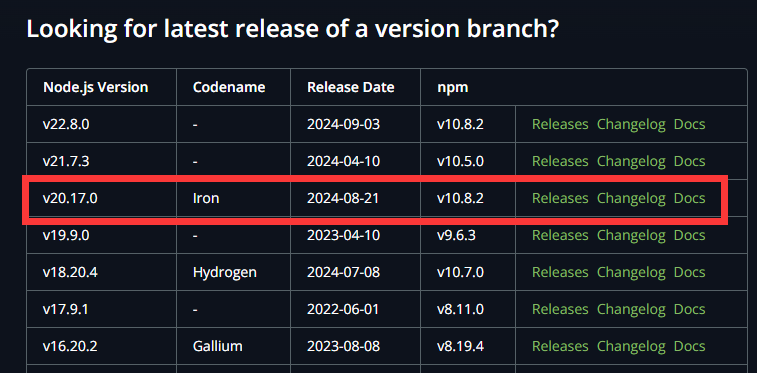 Looking for latest release of a version branch?
Node.js Version Codename Release Date npm
v22.8.0 - 2024-09-03 v10.8.2 Releases Changelog Docs
v21.7.3 - 2024-04-10 v10.5.0 Releases Changelog Docs
v20.17.0 Iron 2024-08-21 v10.8.2 Releases Changelog Docs
v19.9.0 - 2023-04-10 v9.6.3 Releases Changelog Docs
v18.20.4 Hydrogen 2024-07-08 v10.7.0 Releases Changelog Docs
v17.9.1 - 2022-06-01 v8.11.0 Releases Changelog Docs
v16.20.2 Gallium 2023-08-08 v8.19.4 Releases Changelog Docs